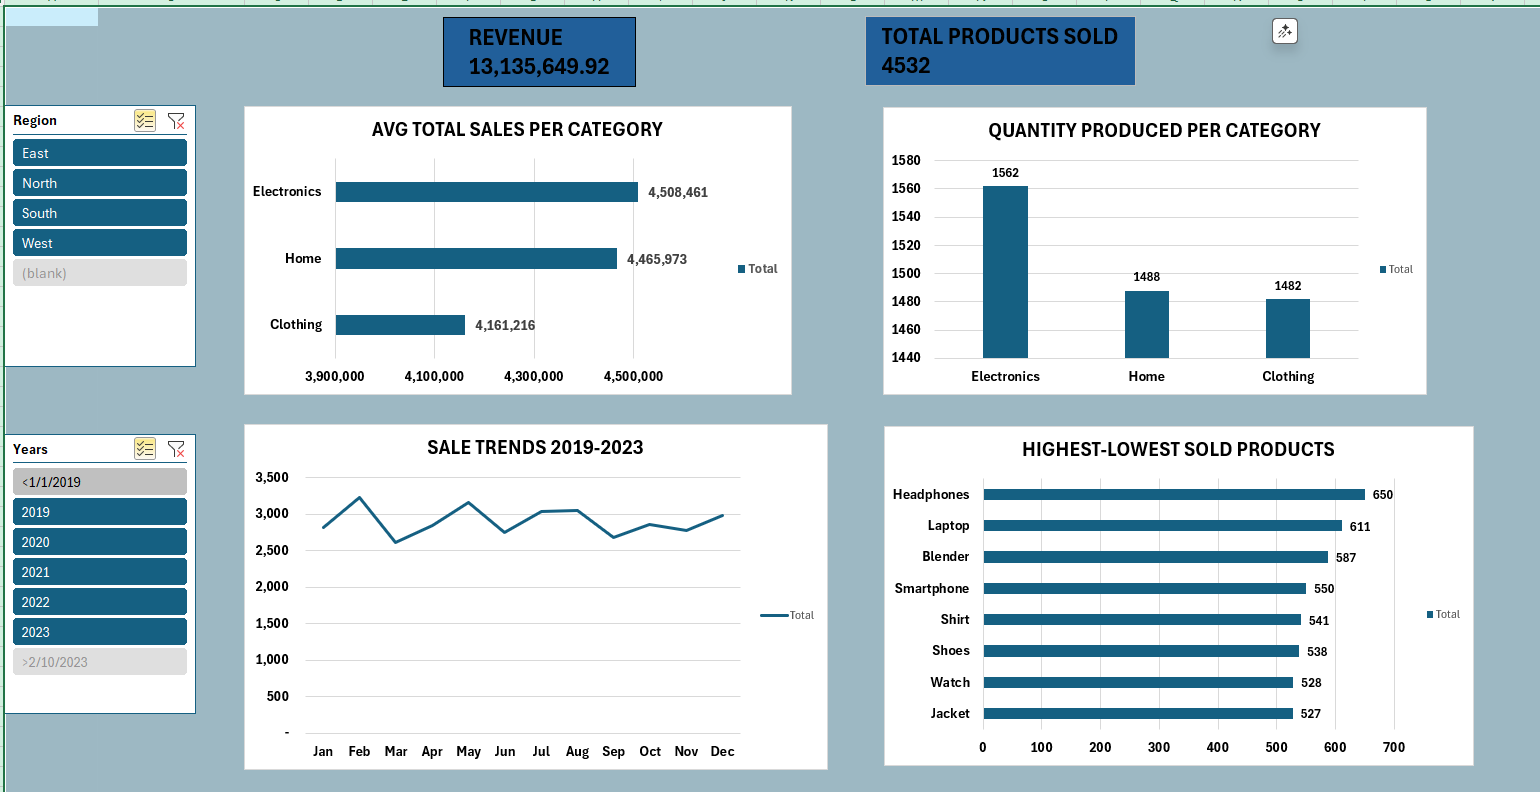 REVENUE
13,135,649.92
TOTAL PRODUCTS SOLD
4532
Region
East
North
South
West
(blank)
AVG TOTAL SALES PER CATEGORY
Electronics
4,508,461
Home
4,465,973
Clothing
4,161,216
3,900,000
4,100,000
4,300,000
4,500,000
Total
QUANTITY PRODUCED PER CATEGORY
1580
1560
1540
1520
1500
1480
1460
1440
1562
1488
1482
Electronics
Home
Clothing
Total
Years
<1/1/2019
2019
2020
2021
2022
2023
>2/10/2023
SALE TRENDS 2019-2023
3,500
3,000
2,500
2,000
1,500
1,000
500
-
Jan Feb Mar Apr May Jun Jul Aug Sep Oct Nov Dec
Total
HIGHEST-LOWEST SOLD PRODUCTS
Headphones 650
Laptop 611
Blender 587
Smartphone 550
Shirt 541
Shoes 538
Watch 528
Jacket 527
0 100 200 300 400 500 600 700
Total